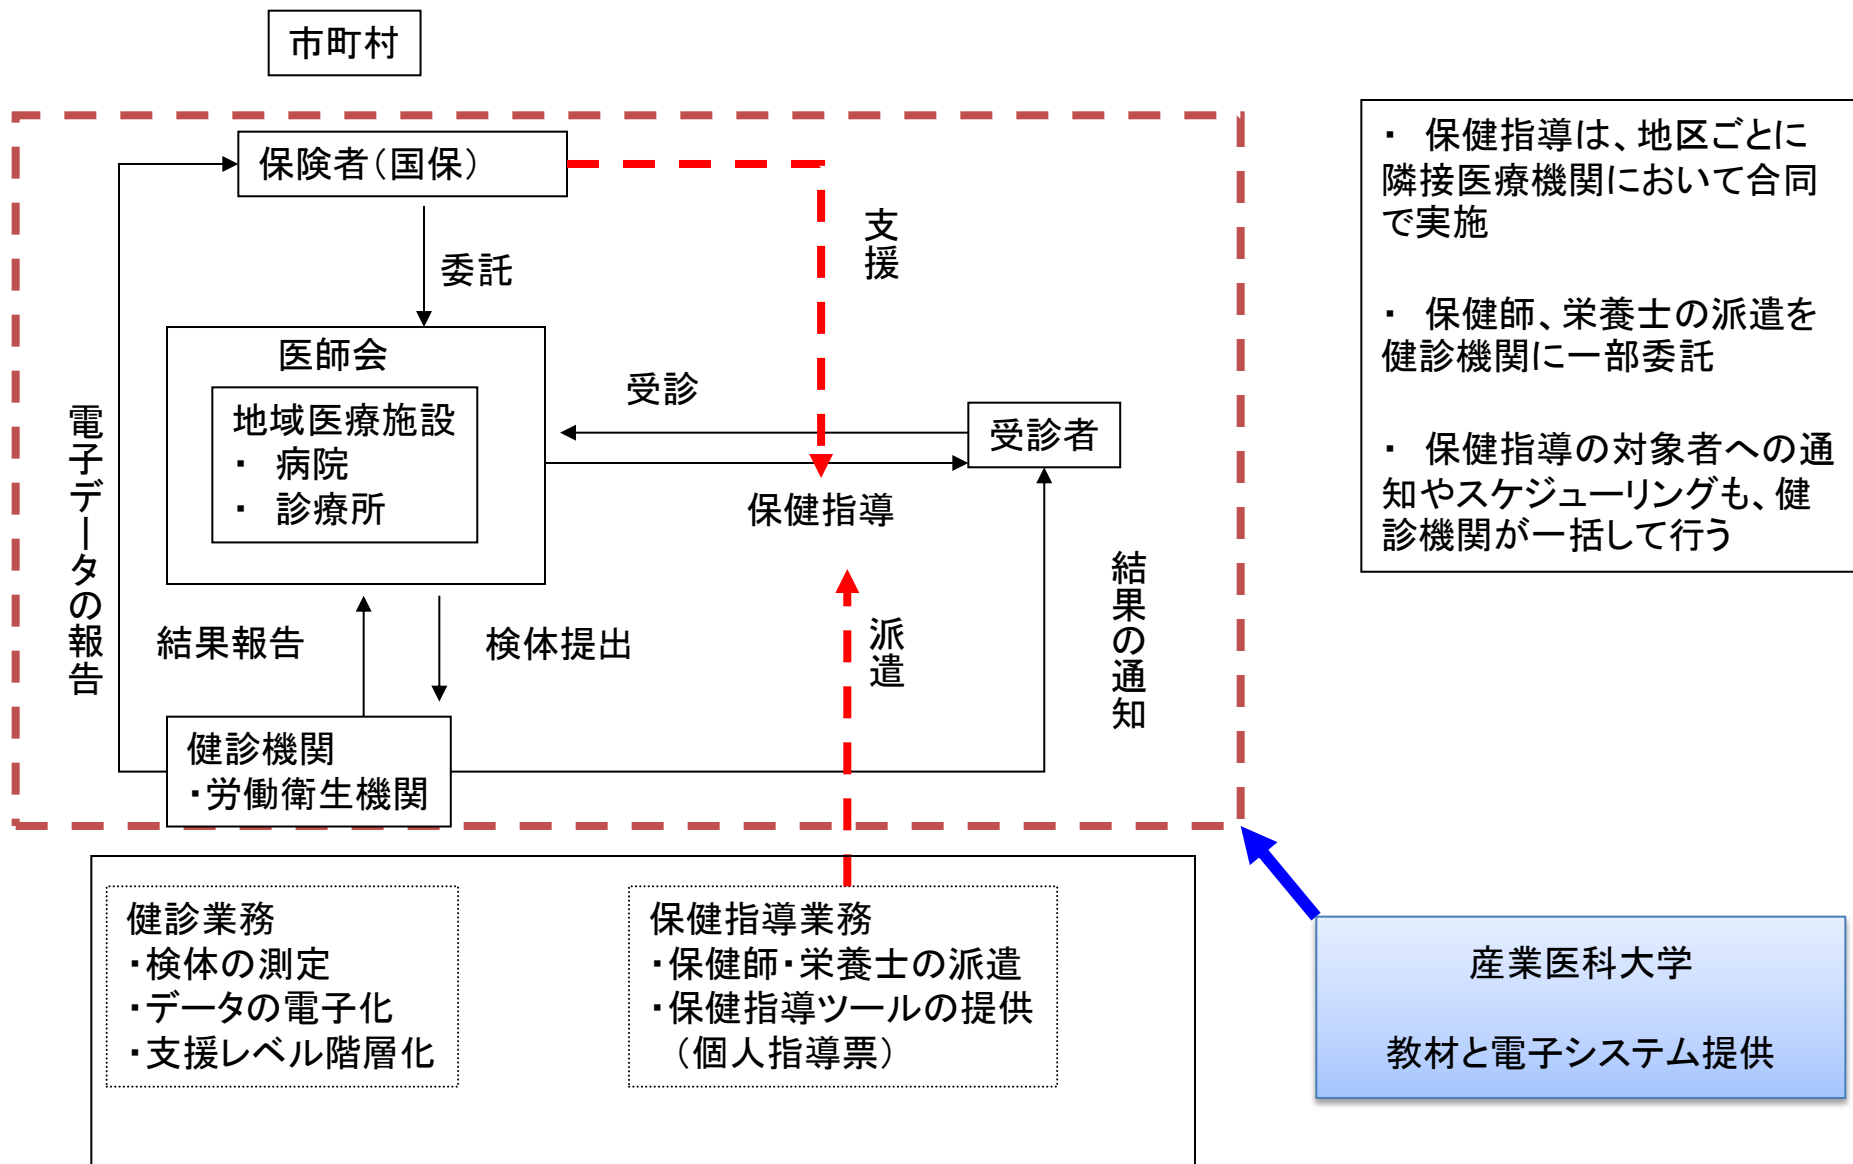 市町村
保険者（国保）
支援
委託
医師会
地域医療施設
・ 病院
・ 診療所
受診
受診者
保健指導
電子データの報告
結果報告
検体提出
派遣
結果の通知
健診機関
・労働衛生機関
健診業務
・検体の測定
・データの電子化
・支援レベル階層化
保健指導業務
・保健師・栄養士の派遣
・保健指導ツールの提供
（個人指導票）
・ 保健指導は、地区ごとに
隣接医療機関において合同
で実施
・ 保健師、栄養士の派遣を
健診機関に一部委託
・ 保健指導の対象者への通
知やスケジューリングも、健
診機関が一括して行う
産業医科大学
教材と電子システム提供